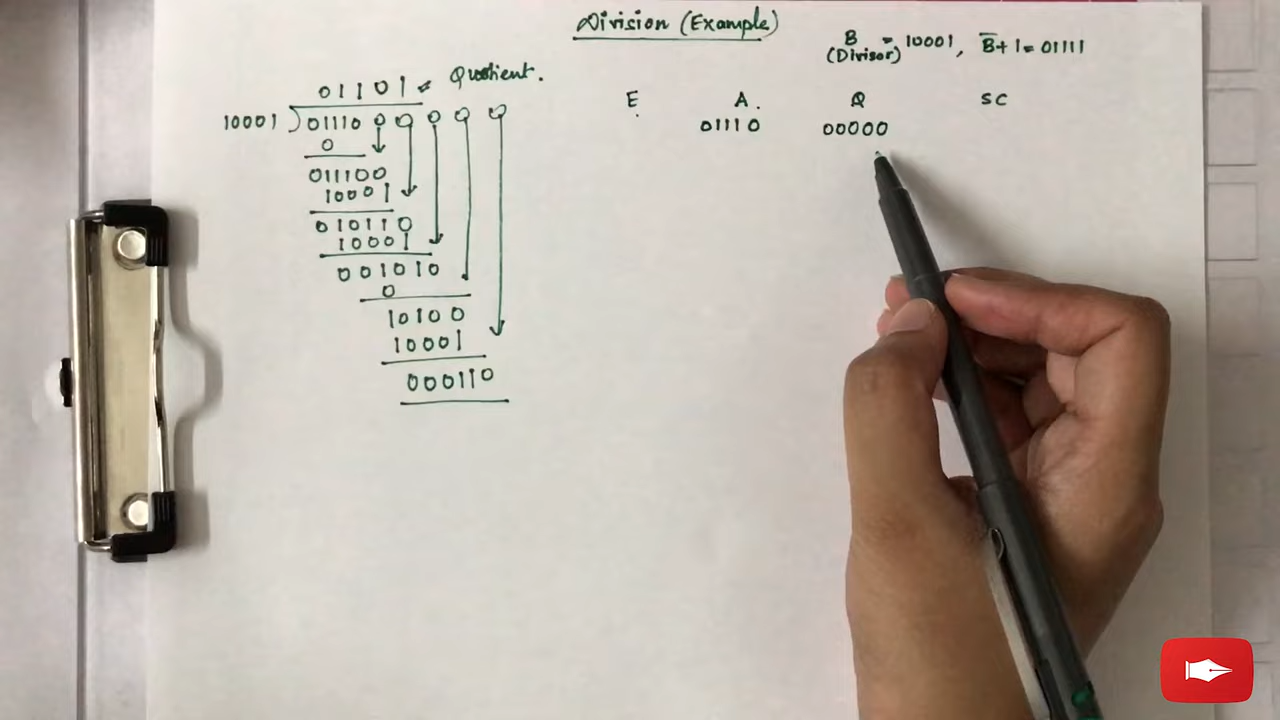 Division (Example)
B = 10001, B̅ + 1 = 01111
(Divisor)
01101 ← Quotient.
10001 ) 01110 0 0 0 0 0
0
011100
10001
010110
10001
001010
0
10100
10001
000110
E A. Q SC
01110 00000